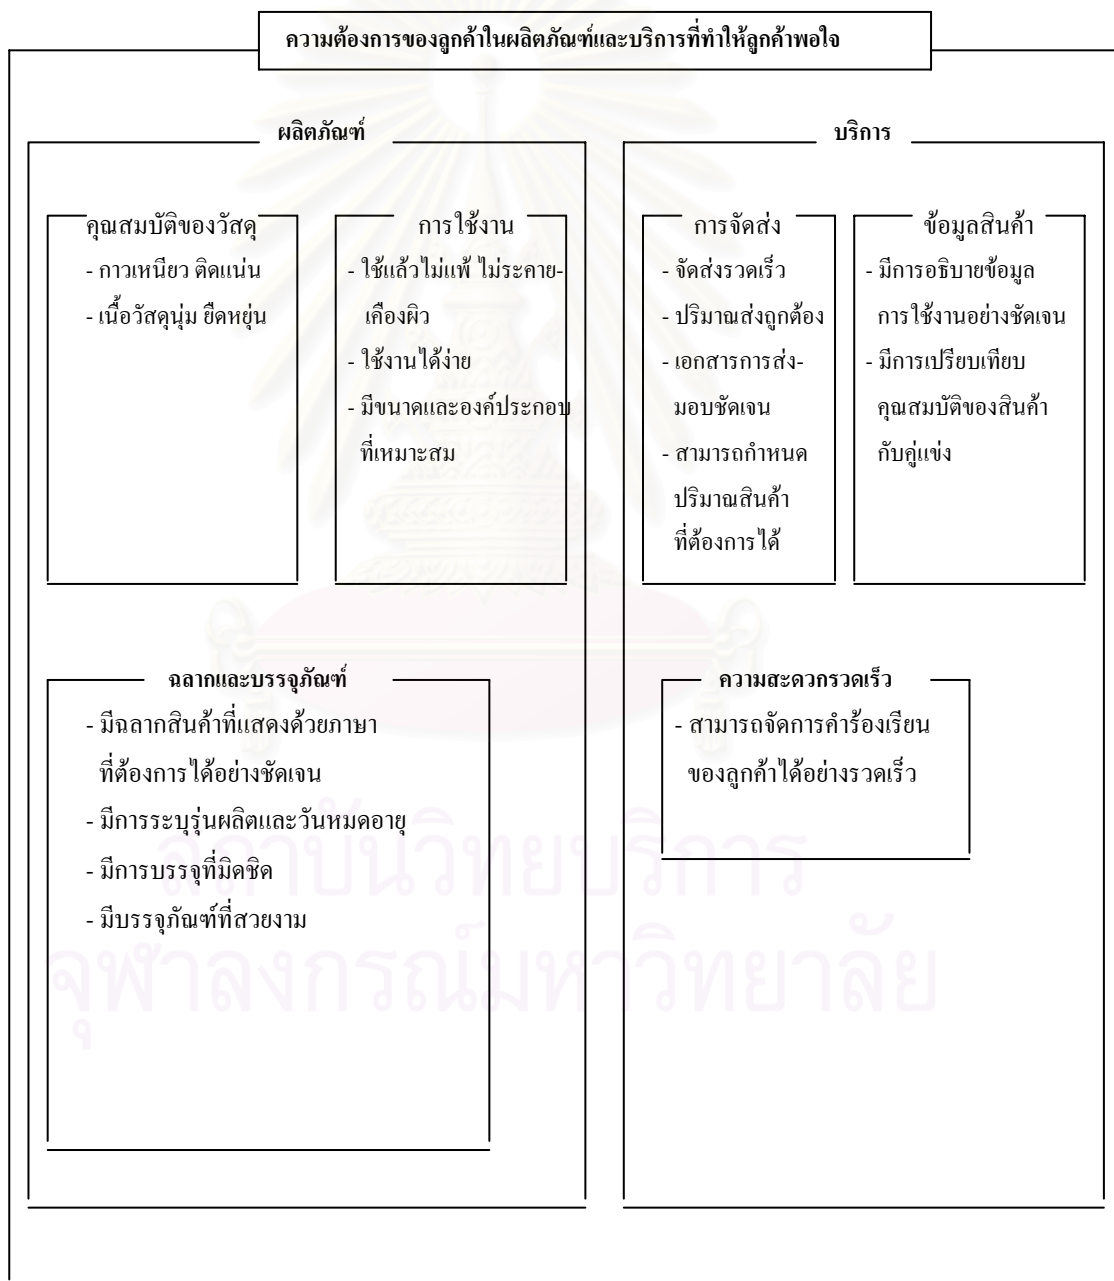 ความต้องการของลูกค้าในผลิตภัณฑ์และบริการที่ทำให้ลูกค้าพอใจ
ผลิตภัณฑ์
คุณสมบัติของวัสดุ
- กาวเหนียว ติดแน่น
- เนื้อวัสดุนุ่ม ยืดหยุ่น
การใช้งาน
- ใช้แล้วไม่แพ้ ไม่ระคาย-
เคืองผิว
- ใช้งานได้ง่าย
- มีขนาดและองค์ประกอบ
ที่เหมาะสม
ฉลากและบรรจุภัณฑ์
- มีฉลากสินค้าที่แสดงด้วยภาษา
ที่ต้องการได้อย่างชัดเจน
- มีการระบุรุ่นผลิตและวันหมดอายุ
- มีการบรรจุที่มิดชิด
- มีบรรจุภัณฑ์ที่สวยงาม
บริการ
การจัดส่ง
- จัดส่งรวดเร็ว
- ปริมาณส่งถูกต้อง
- เอกสารการส่ง-
มอบชัดเจน
- สามารถกำหนด
ปริมาณสินค้า
ที่ต้องการได้
ข้อมูลสินค้า
- มีการอธิบายข้อมูล
การใช้งานอย่างชัดเจน
- มีการเปรียบเทียบ
คุณสมบัติของสินค้า
กับคู่แข่ง
ความสะดวกรวดเร็ว
- สามารถจัดการคำร้องเรียน
ของลูกค้าได้อย่างรวดเร็ว
สถาบันวิทยบริการ
จุฬาลงกรณ์มหาวิทยาลัย